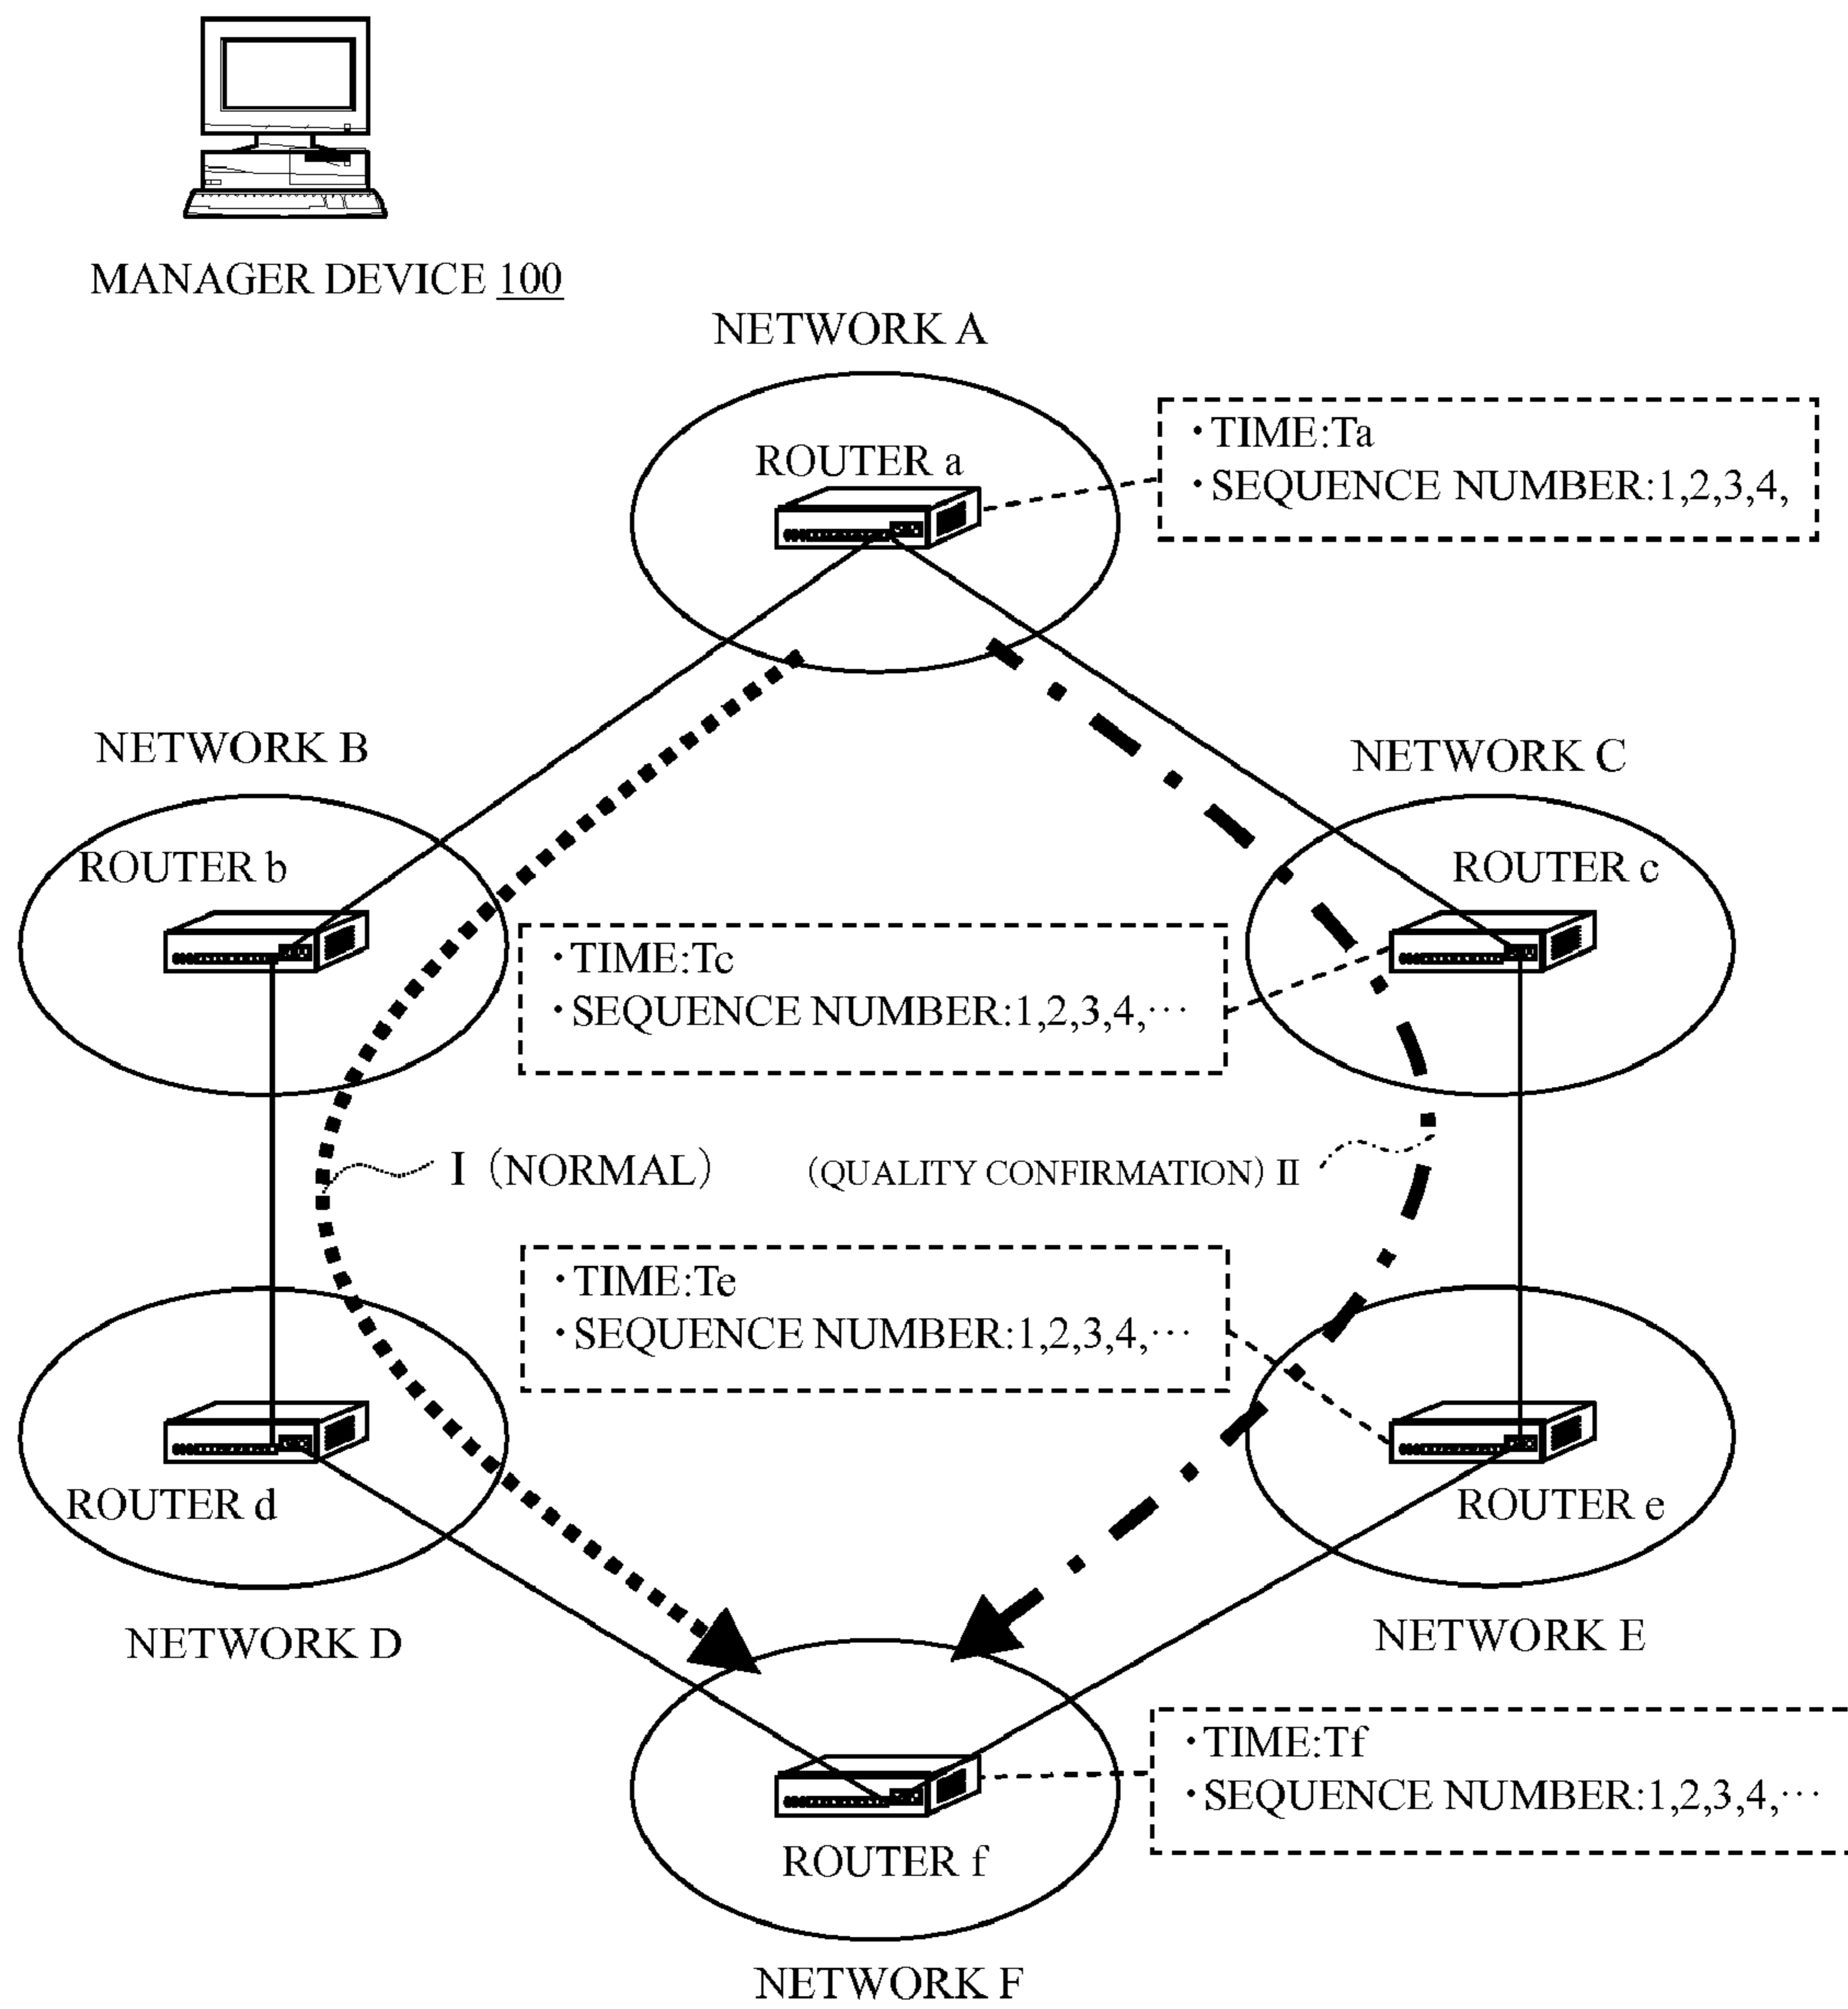 MANAGER DEVICE 100
NETWORK A
ROUTER a
・TIME:Ta
・SEQUENCE NUMBER:1,2,3,4,
NETWORK B
NETWORK C
ROUTER b
ROUTER c
・TIME:Tc
・SEQUENCE NUMBER:1,2,3,4,···
I (NORMAL)
(QUALITY CONFIRMATION) II
・TIME:Te
・SEQUENCE NUMBER:1,2,3,4,···
ROUTER d
ROUTER e
NETWORK D
NETWORK E
・TIME:Tf
・SEQUENCE NUMBER:1,2,3,4,···
ROUTER f
NETWORK F